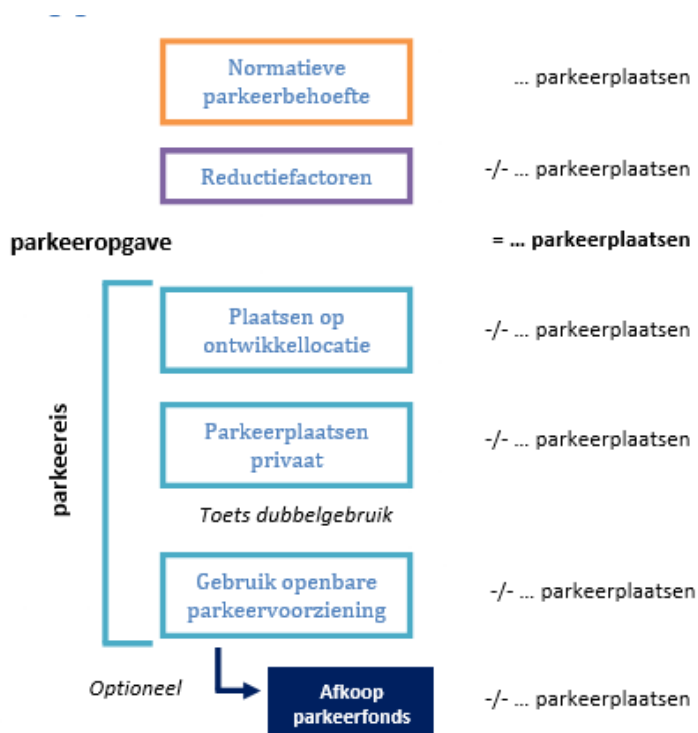 Normatieve
parkeerbehoefte
... parkeerplaatsen
Reductiefactoren
-/- ... parkeerplaatsen
parkeeropgave
= ... parkeerplaatsen
parkeereis
Plaatsen op
ontwikkellocatie
-/- ... parkeerplaatsen
Parkeerplaatsen
privaat
-/- ... parkeerplaatsen
Toets dubbelgebruik
Gebruik openbare
parkeervoorziening
-/- ... parkeerplaatsen
Optioneel
Afkoop
parkeerfonds
-/- ... parkeerplaatsen